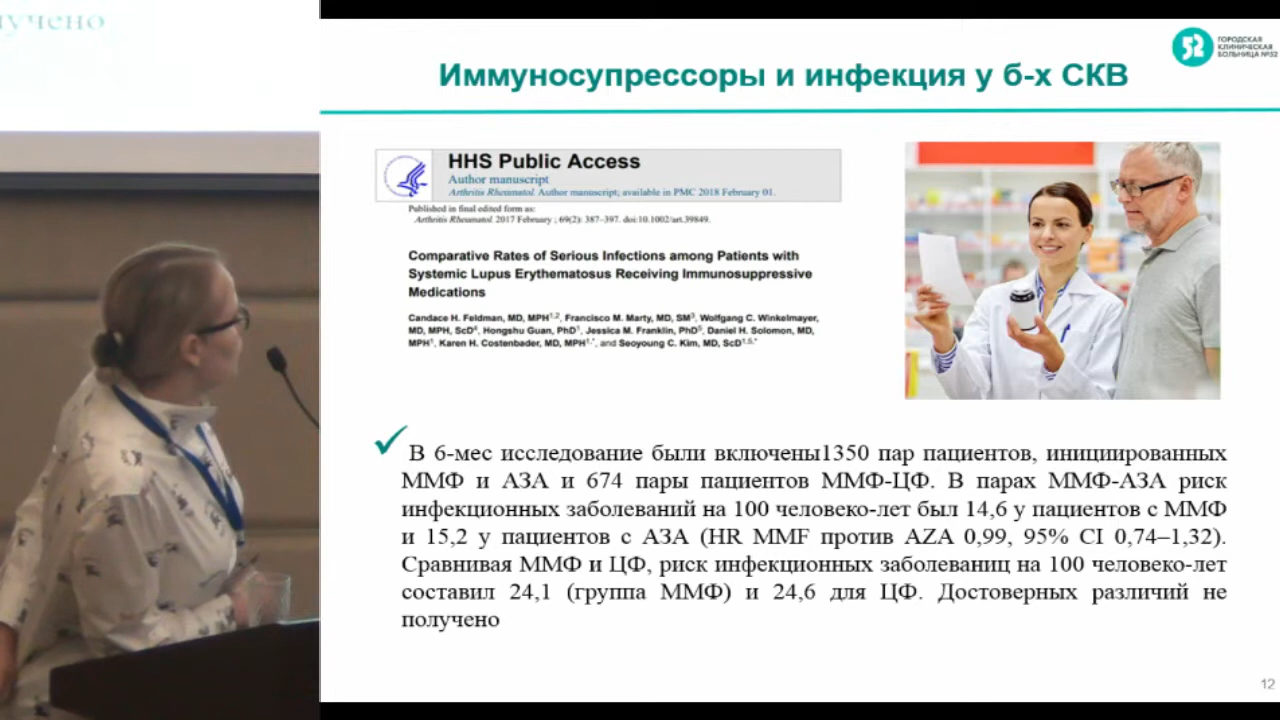 лучено
52
ГОРОДСКАЯ
КЛИНИЧЕСКАЯ
БОЛЬНИЦА №52
Иммуносупрессоры и инфекция у б-х СКВ
HHS Public Access
Author manuscript
Arthritis Rheumatol. Author manuscript; available in PMC 2018 February 01.
Published in final edited form as:
Arthritis Rheumatol. 2017 February ; 69(2): 387–397. doi:10.1002/art.39849.
Comparative Rates of Serious Infections among Patients with
Systemic Lupus Erythematosus Receiving Immunosuppressive
Medications
Candace H. Feldman, MD, MPH1,2, Francisco M. Marty, MD, SM3, Wolfgang C. Winkelmayer,
MD, MPH, ScD4, Hongshu Guan, PhD1, Jessica M. Franklin, PhD5, Daniel H. Solomon, MD,
MPH1, Karen H. Costenbader, MD, MPH1,*, and Seoyoung C. Kim, MD, ScD1,5,*
В 6-мес исследование были включены1350 пар пациентов, инициированных
ММФ и АЗА и 674 пары пациентов ММФ-ЦФ. В парах ММФ-АЗА риск
инфекционных заболеваний на 100 человеко-лет был 14,6 у пациентов с ММФ
и 15,2 у пациентов с АЗА (HR MMF против AZA 0,99, 95% CI 0,74–1,32).
Сравнивая ММФ и ЦФ, риск инфекционных заболеваниц на 100 человеко-лет
составил 24,1 (группа ММФ) и 24,6 для ЦФ. Достоверных различий не
получено
12